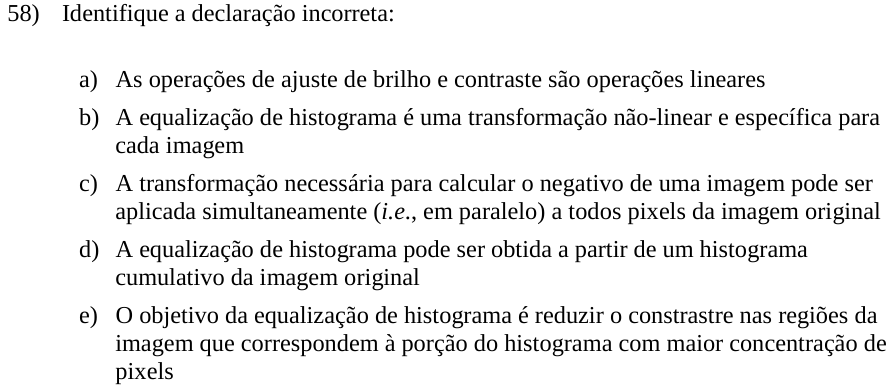 58) Identifique a declaração incorreta:
a) As operações de ajuste de brilho e contraste são operações lineares
b) A equalização de histograma é uma transformação não-linear e específica para
cada imagem
c) A transformação necessária para calcular o negativo de uma imagem pode ser
aplicada simultaneamente (i.e., em paralelo) a todos pixels da imagem original
d) A equalização de histograma pode ser obtida a partir de um histograma
cumulativo da imagem original
e) O objetivo da equalização de histograma é reduzir o constrastre nas regiões da
imagem que correspondem à porção do histograma com maior concentração de
pixels